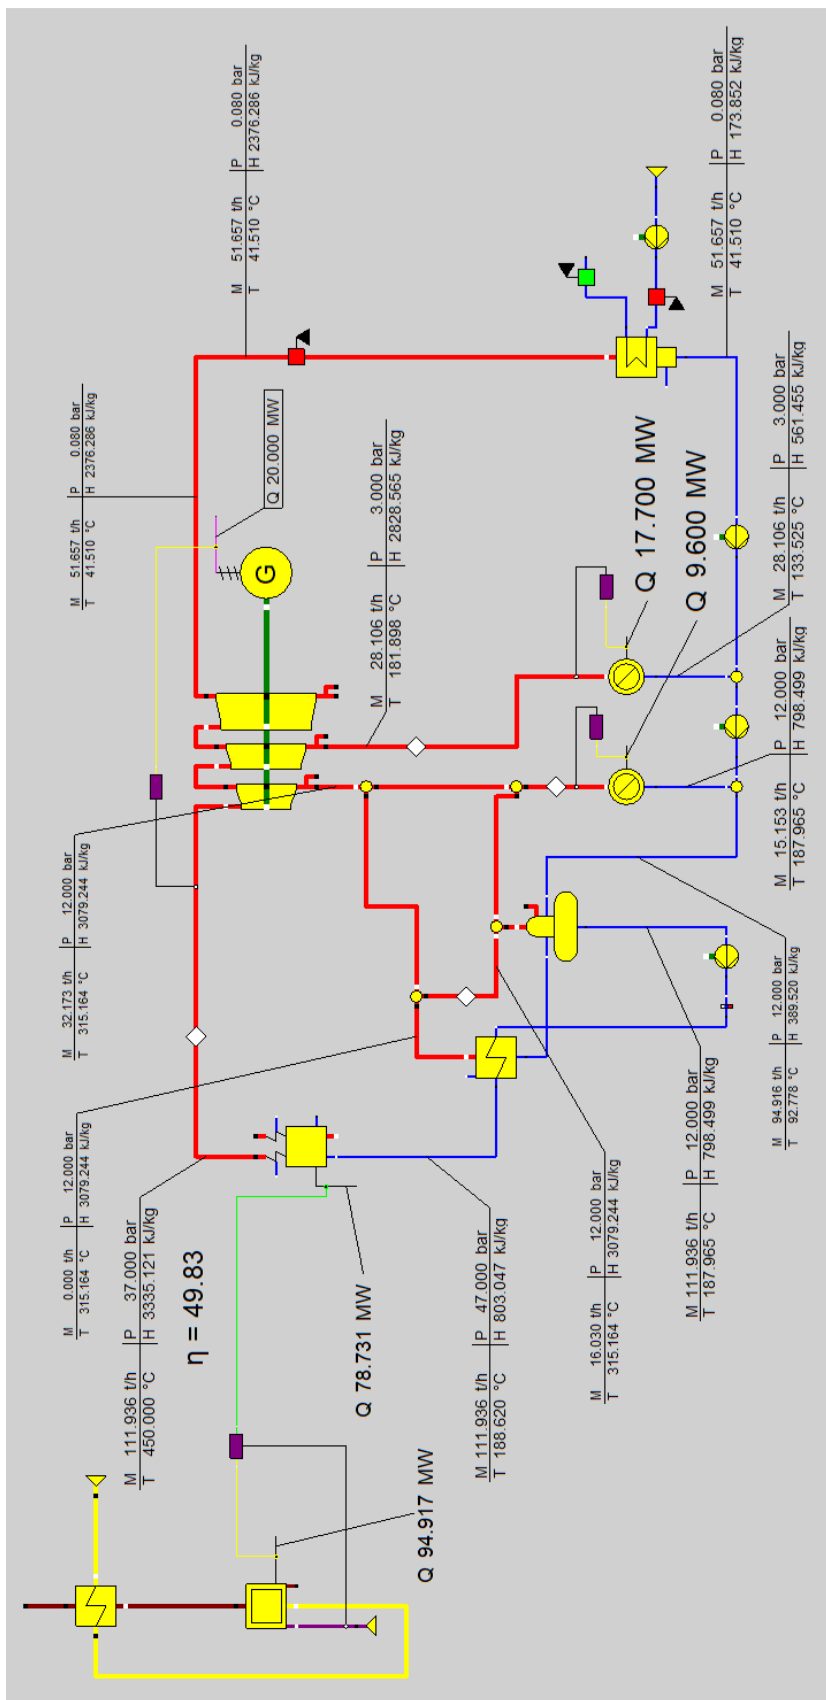 M 51.657 t/h P 0.080 bar
T 41.510 °C H 2376.286 kJ/kg
M 51.657 t/h P 0.080 bar
T 41.510 °C H 2376.286 kJ/kg
Q 20.000 MW
G
M 28.106 t/h P 3.000 bar
T 181.898 °C H 2828.565 kJ/kg
M 51.657 t/h P 0.080 bar
T 41.510 °C H 173.852 kJ/kg
Q 17.700 MW
Q 9.600 MW
M 28.106 t/h P 3.000 bar
T 133.525 °C H 561.455 kJ/kg
M 15.153 t/h P 12.000 bar
T 187.965 °C H 798.499 kJ/kg
M 32.173 t/h P 12.000 bar
T 315.164 °C H 3079.244 kJ/kg
M 94.916 t/h P 12.000 bar
T 92.778 °C H 389.520 kJ/kg
M 0.000 t/h P 12.000 bar
T 315.164 °C H 3079.244 kJ/kg
M 111.936 t/h P 37.000 bar
T 450.000 °C H 3335.121 kJ/kg
η = 49.83
M 16.030 t/h P 12.000 bar
T 315.164 °C H 3079.244 kJ/kg
M 111.936 t/h P 12.000 bar
T 187.965 °C H 798.499 kJ/kg
Q 78.731 MW
M 111.936 t/h P 47.000 bar
T 188.620 °C H 803.047 kJ/kg
Q 94.917 MW